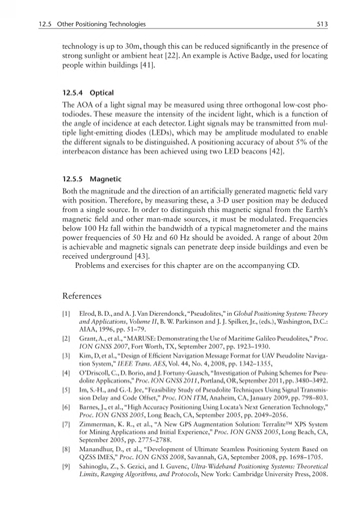 12.5 Other Positioning Technologies 513
technology is up to 30m, though this can be reduced significantly in the presence of
strong sunlight or ambient heat [22]. An example is Active Badge, used for locating
people within buildings [41].
12.5.4 Optical
The AOA of a light signal may be measured using three orthogonal low-cost pho-
todiodes. These measure the intensity of the incident light, which is a function of
the angle of incidence at each detector. Light signals may be transmitted from mul-
tiple light-emitting diodes (LEDs), which may be amplitude modulated to enable
the different signals to be distinguished. A positioning accuracy of about 5% of the
interbeacon distance has been achieved using two LED beacons [42].
12.5.5 Magnetic
Both the magnitude and the direction of an artificially generated magnetic field vary
with position. Therefore, by measuring these, a 3-D user position may be deduced
from a single source. In order to distinguish this magnetic signal from the Earth's
magnetic field and other man-made sources, it must be modulated. Frequencies
below 100 Hz fall within the bandwidth of a typical magnetometer and the mains
power frequencies of 50 Hz and 60 Hz should be avoided. A range of about 20m
is achievable and magnetic signals can penetrate deep inside buildings and even be
received underground [43].
Problems and exercises for this chapter are on the accompanying CD.
References
[1] Elrod, B. D., and A. J. Van Dierendonck, "Pseudolites," in Global Positioning System: Theory
and Applications, Volume II, B. W. Parkinson and J. J. Spilker, Jr., (eds.), Washington, D.C.:
AIAA, 1996, pp. 51–79.
[2] Grant, A., et al., "MARUSE: Demonstrating the Use of Maritime Galileo Pseudolites," Proc.
ION GNSS 2007, Fort Worth, TX, September 2007, pp. 1923–1930.
[3] Kim, D, et al., "Design of Efficient Navigation Message Format for UAV Pseudolite Naviga-
tion System," IEEE Trans. AES, Vol. 44, No. 4, 2008, pp. 1342–1355,
[4] O'Driscoll, C., D. Borio, and J. Fortuny-Guasch, "Investigation of Pulsing Schemes for Pseu-
dolite Applications," Proc. ION GNSS 2011, Portland, OR, September 2011, pp. 3480–3492.
[5] Im, S.-H., and G.-I. Jee, "Feasibility Study of Pseudolite Techniques Using Signal Transmis-
sion Delay and Code Offset," Proc. ION ITM, Anaheim, CA, January 2009, pp. 798–803.
[6] Barnes, J., et al., "High Accuracy Positioning Using Locata's Next Generation Technology,"
Proc. ION GNSS 2005, Long Beach, CA, September 2005, pp. 2049–2056.
[7] Zimmerman, K. R., et al., "A New GPS Augmentation Solution: Terralite™ XPS System
for Mining Applications and Initial Experience," Proc. ION GNSS 2005, Long Beach, CA,
September 2005, pp. 2775–2788.
[8] Manandhar, D., et al., "Development of Ultimate Seamless Positioning System Based on
QZSS IMES," Proc. ION GNSS 2008, Savannah, GA, September 2008, pp. 1698–1705.
[9] Sahinoglu, Z., S. Gezici, and I. Guvenc, Ultra-Wideband Positioning Systems: Theoretical
Limits, Ranging Algorithms, and Protocols, New York: Cambridge University Press, 2008.